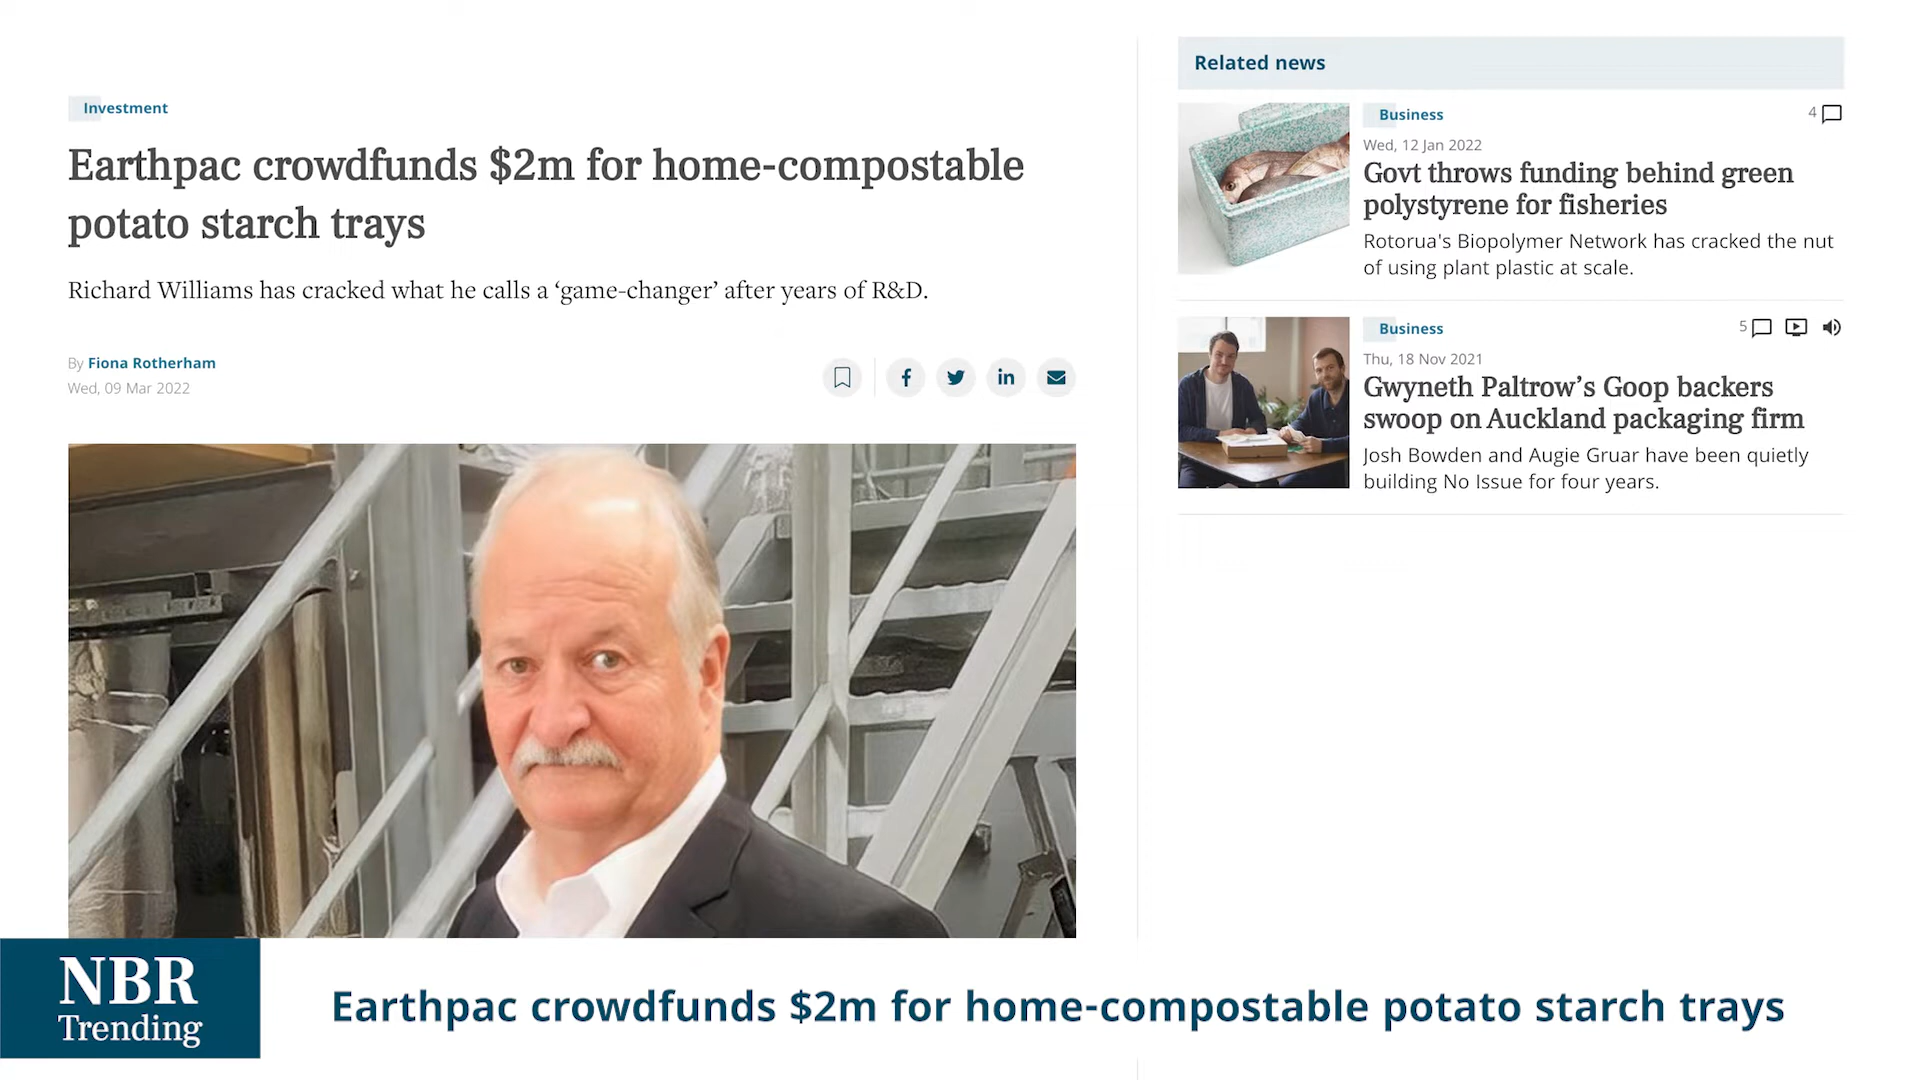 Investment
Earthpac crowdfunds $2m for home-compostable
potato starch trays
Richard Williams has cracked what he calls a ‘game-changer’ after years of R&D.
By Fiona Rotherham
Wed, 09 Mar 2022
Related news
Business
4
Wed, 12 Jan 2022
Govt throws funding behind green
polystyrene for fisheries
Rotorua's Biopolymer Network has cracked the nut
of using plant plastic at scale.
Business
5
Thu, 18 Nov 2021
Gwyneth Paltrow’s Goop backers
swoop on Auckland packaging firm
Josh Bowden and Augie Gruar have been quietly
building No Issue for four years.
NBR
Trending
Earthpac crowdfunds $2m for home-compostable potato starch trays